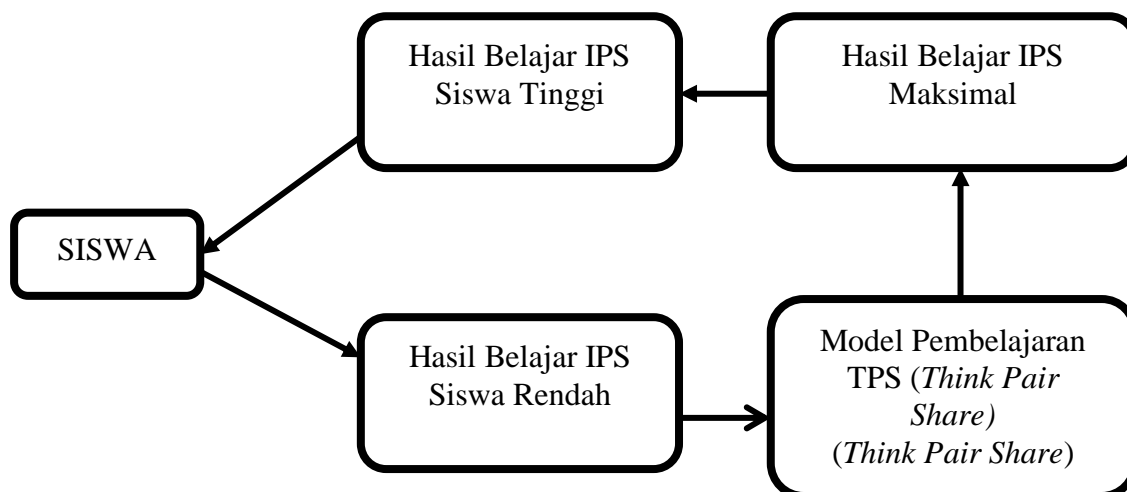 Hasil Belajar IPS
Siswa Tinggi
Hasil Belajar IPS
Maksimal
SISWA
Hasil Belajar IPS
Siswa Rendah
Model Pembelajaran
TPS (Think Pair
Share)
(Think Pair Share)